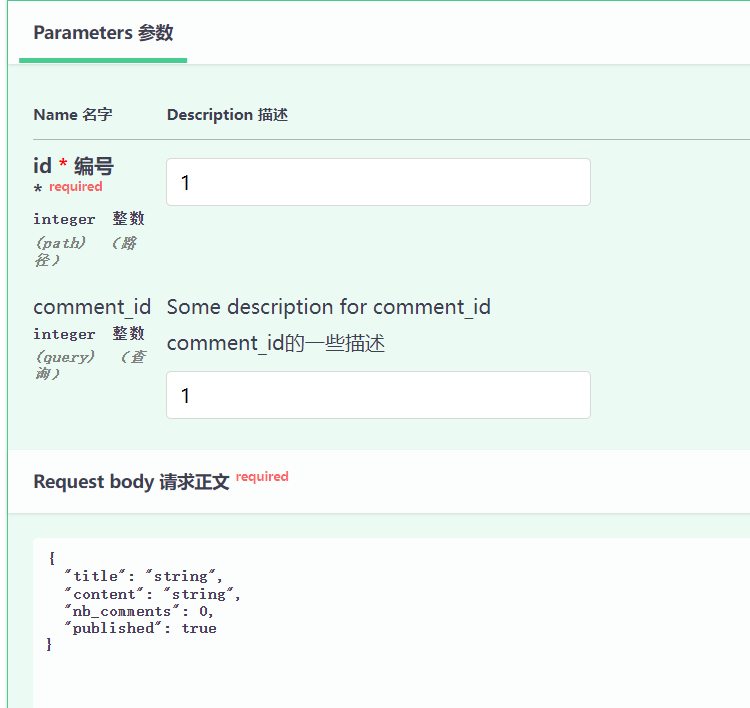 Parameters 参数
Name 名字 Description 描述
id * 编号
* required
1
integer 整数
(path) （路
径）
comment_id Some description for comment_id
integer 整数
comment_id的一些描述
(query) （查
询）
1
Request body 请求正文 required
{
"title": "string",
"content": "string",
"nb_comments": 0,
"published": true
}